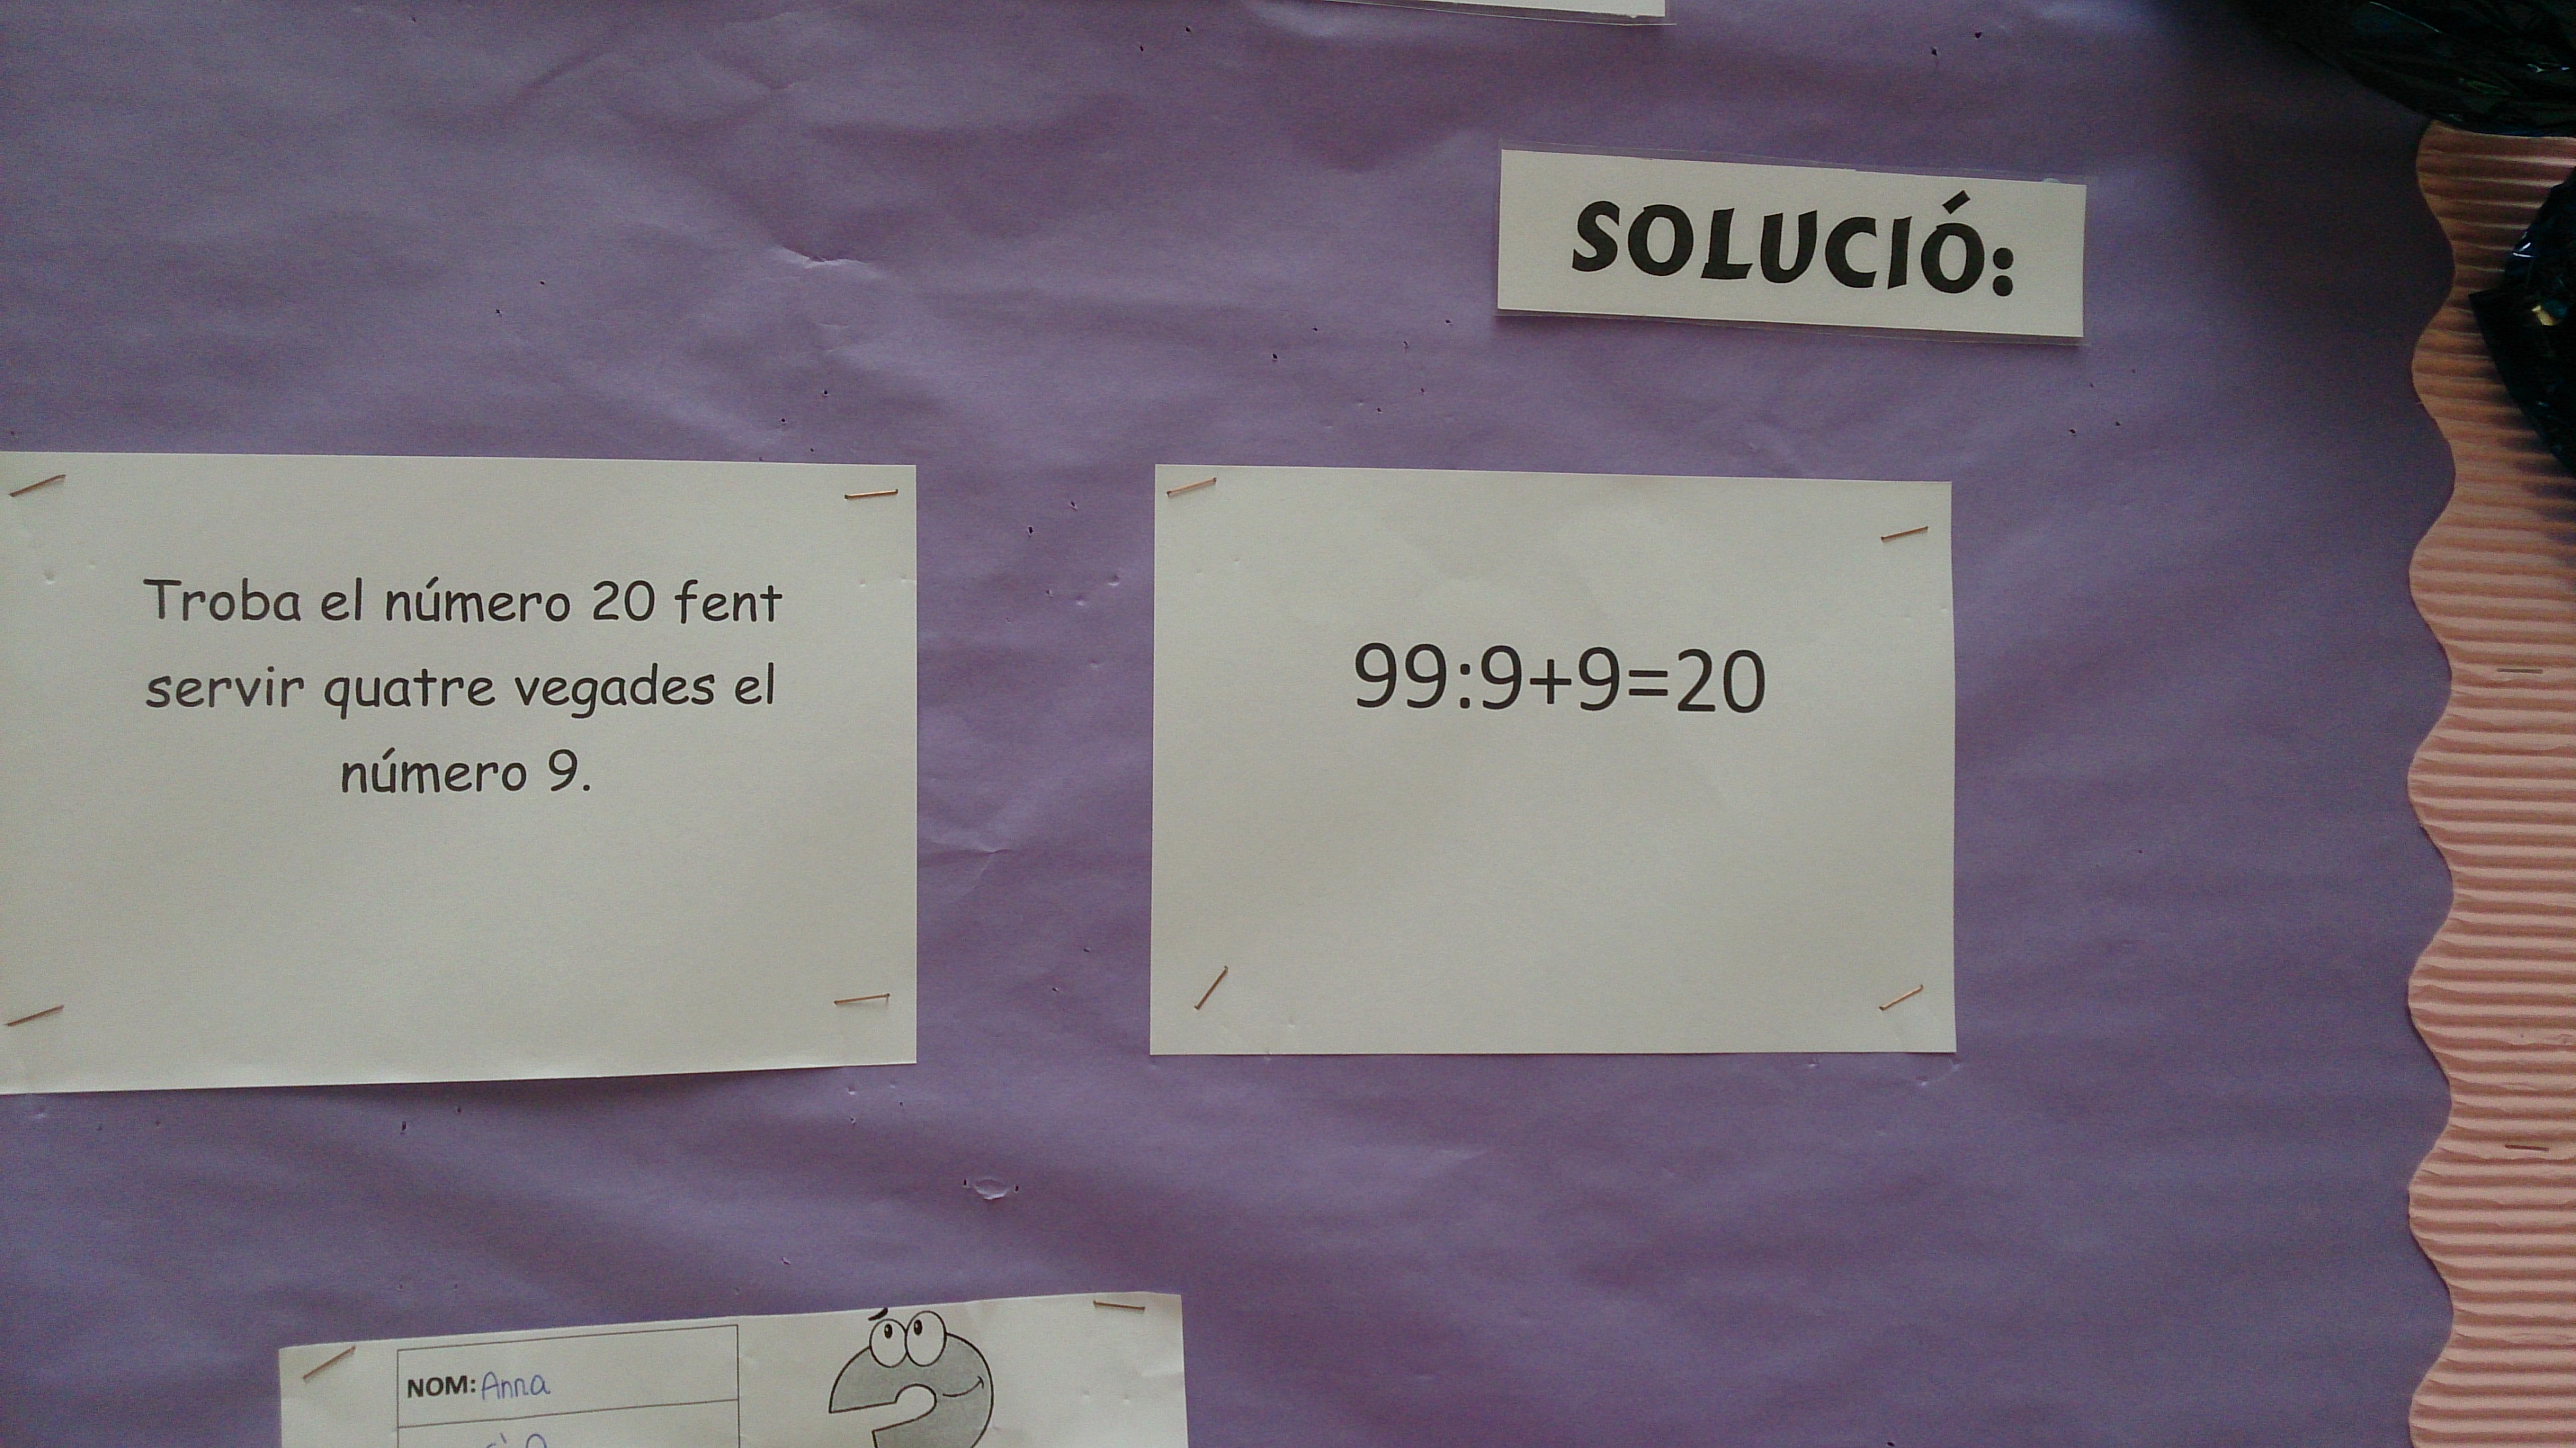 SOLUCIÓ:
Troba el número 20 fent
servir quatre vegades el
número 9.
99:9+9=20
NOM: Anna